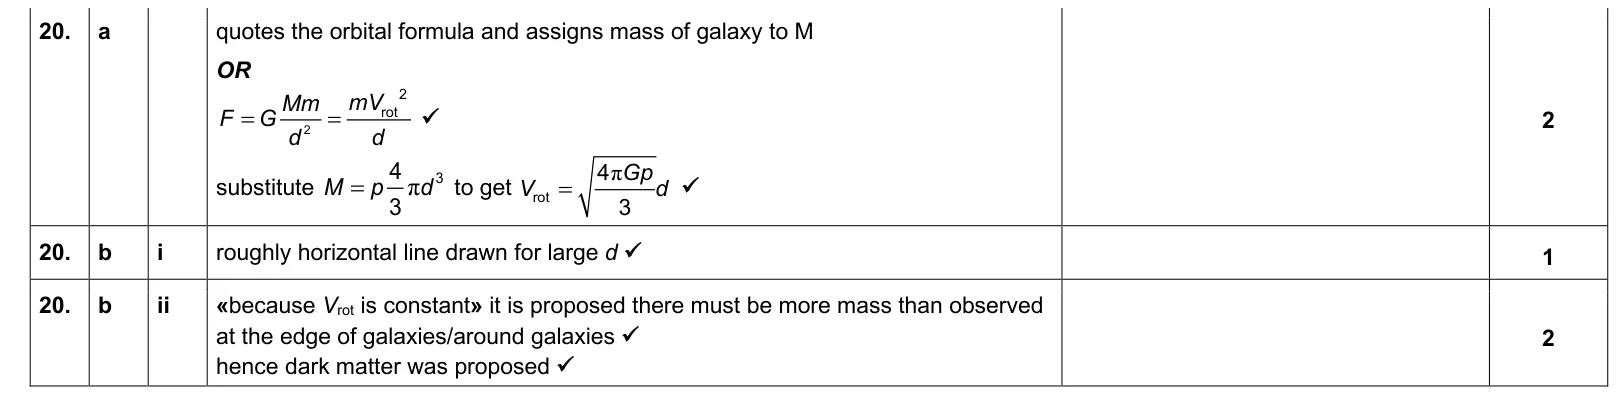 20. a quotes the orbital formula and assigns mass of galaxy to M
OR
F = G Mm/d² = mV_rot²/d ✓
2
substitute M = p 4/3 πd³ to get V_rot = √(4πGp/3) d ✓
20. b i roughly horizontal line drawn for large d ✓ 1
20. b ii «because V_rot is constant» it is proposed there must be more mass than observed
at the edge of galaxies/around galaxies ✓ 2
hence dark matter was proposed ✓